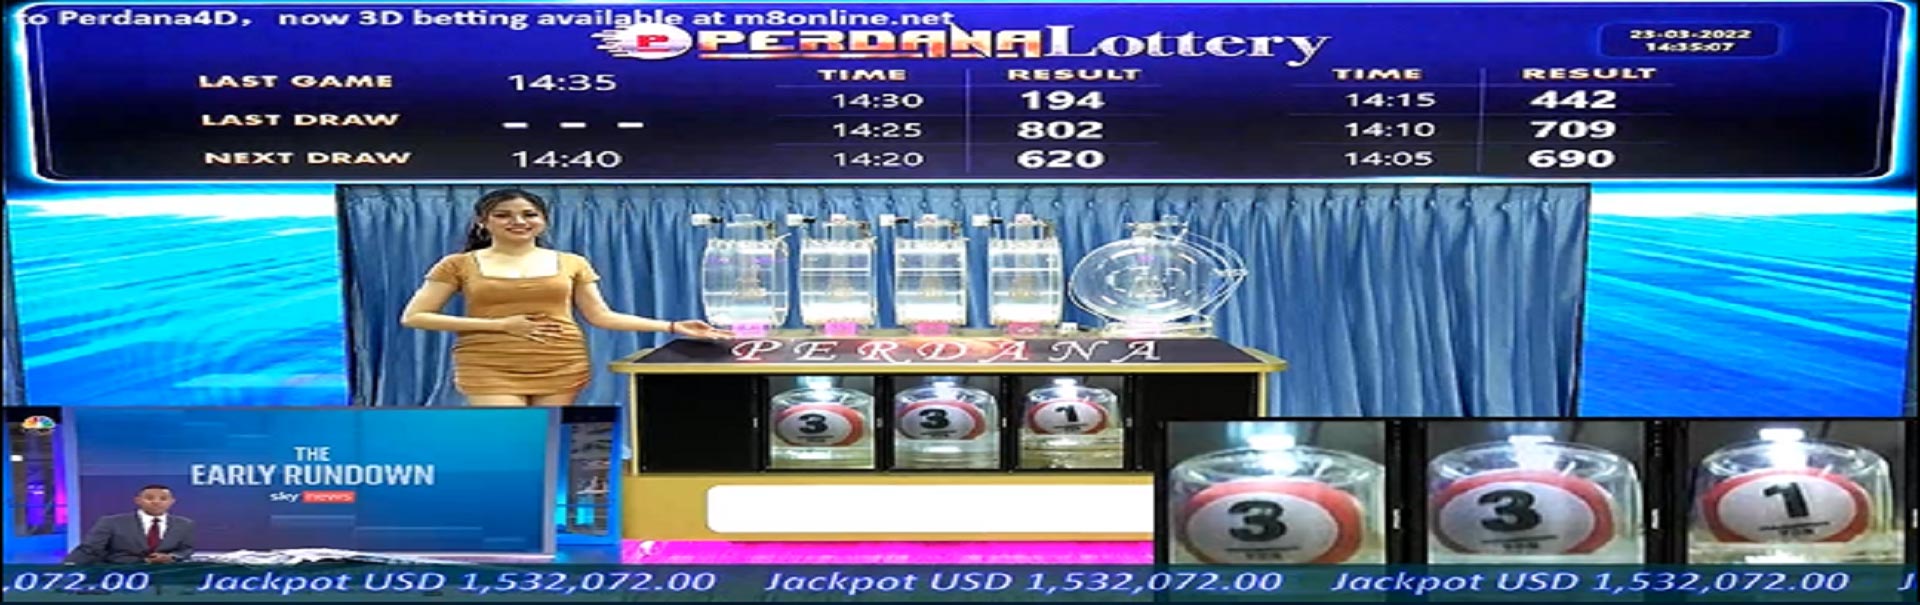 to Perdana4D, now 3D betting available at m8online.net
P PERDANA Lottery
23-03-2022
14:35:07
LAST GAME 14:35
LAST DRAW - - -
NEXT DRAW 14:40
TIME RESULT
14:30 194
14:25 802
14:20 620
TIME RESULT
14:15 442
14:10 709
14:05 690
PERDANA
3 3 1
THE
EARLY RUNDOWN
sky news
3 3 1
,072.00 Jackpot USD 1,532,072.00 Jackpot USD 1,532,072.00 Jackpot USD 1,532,072.00 J